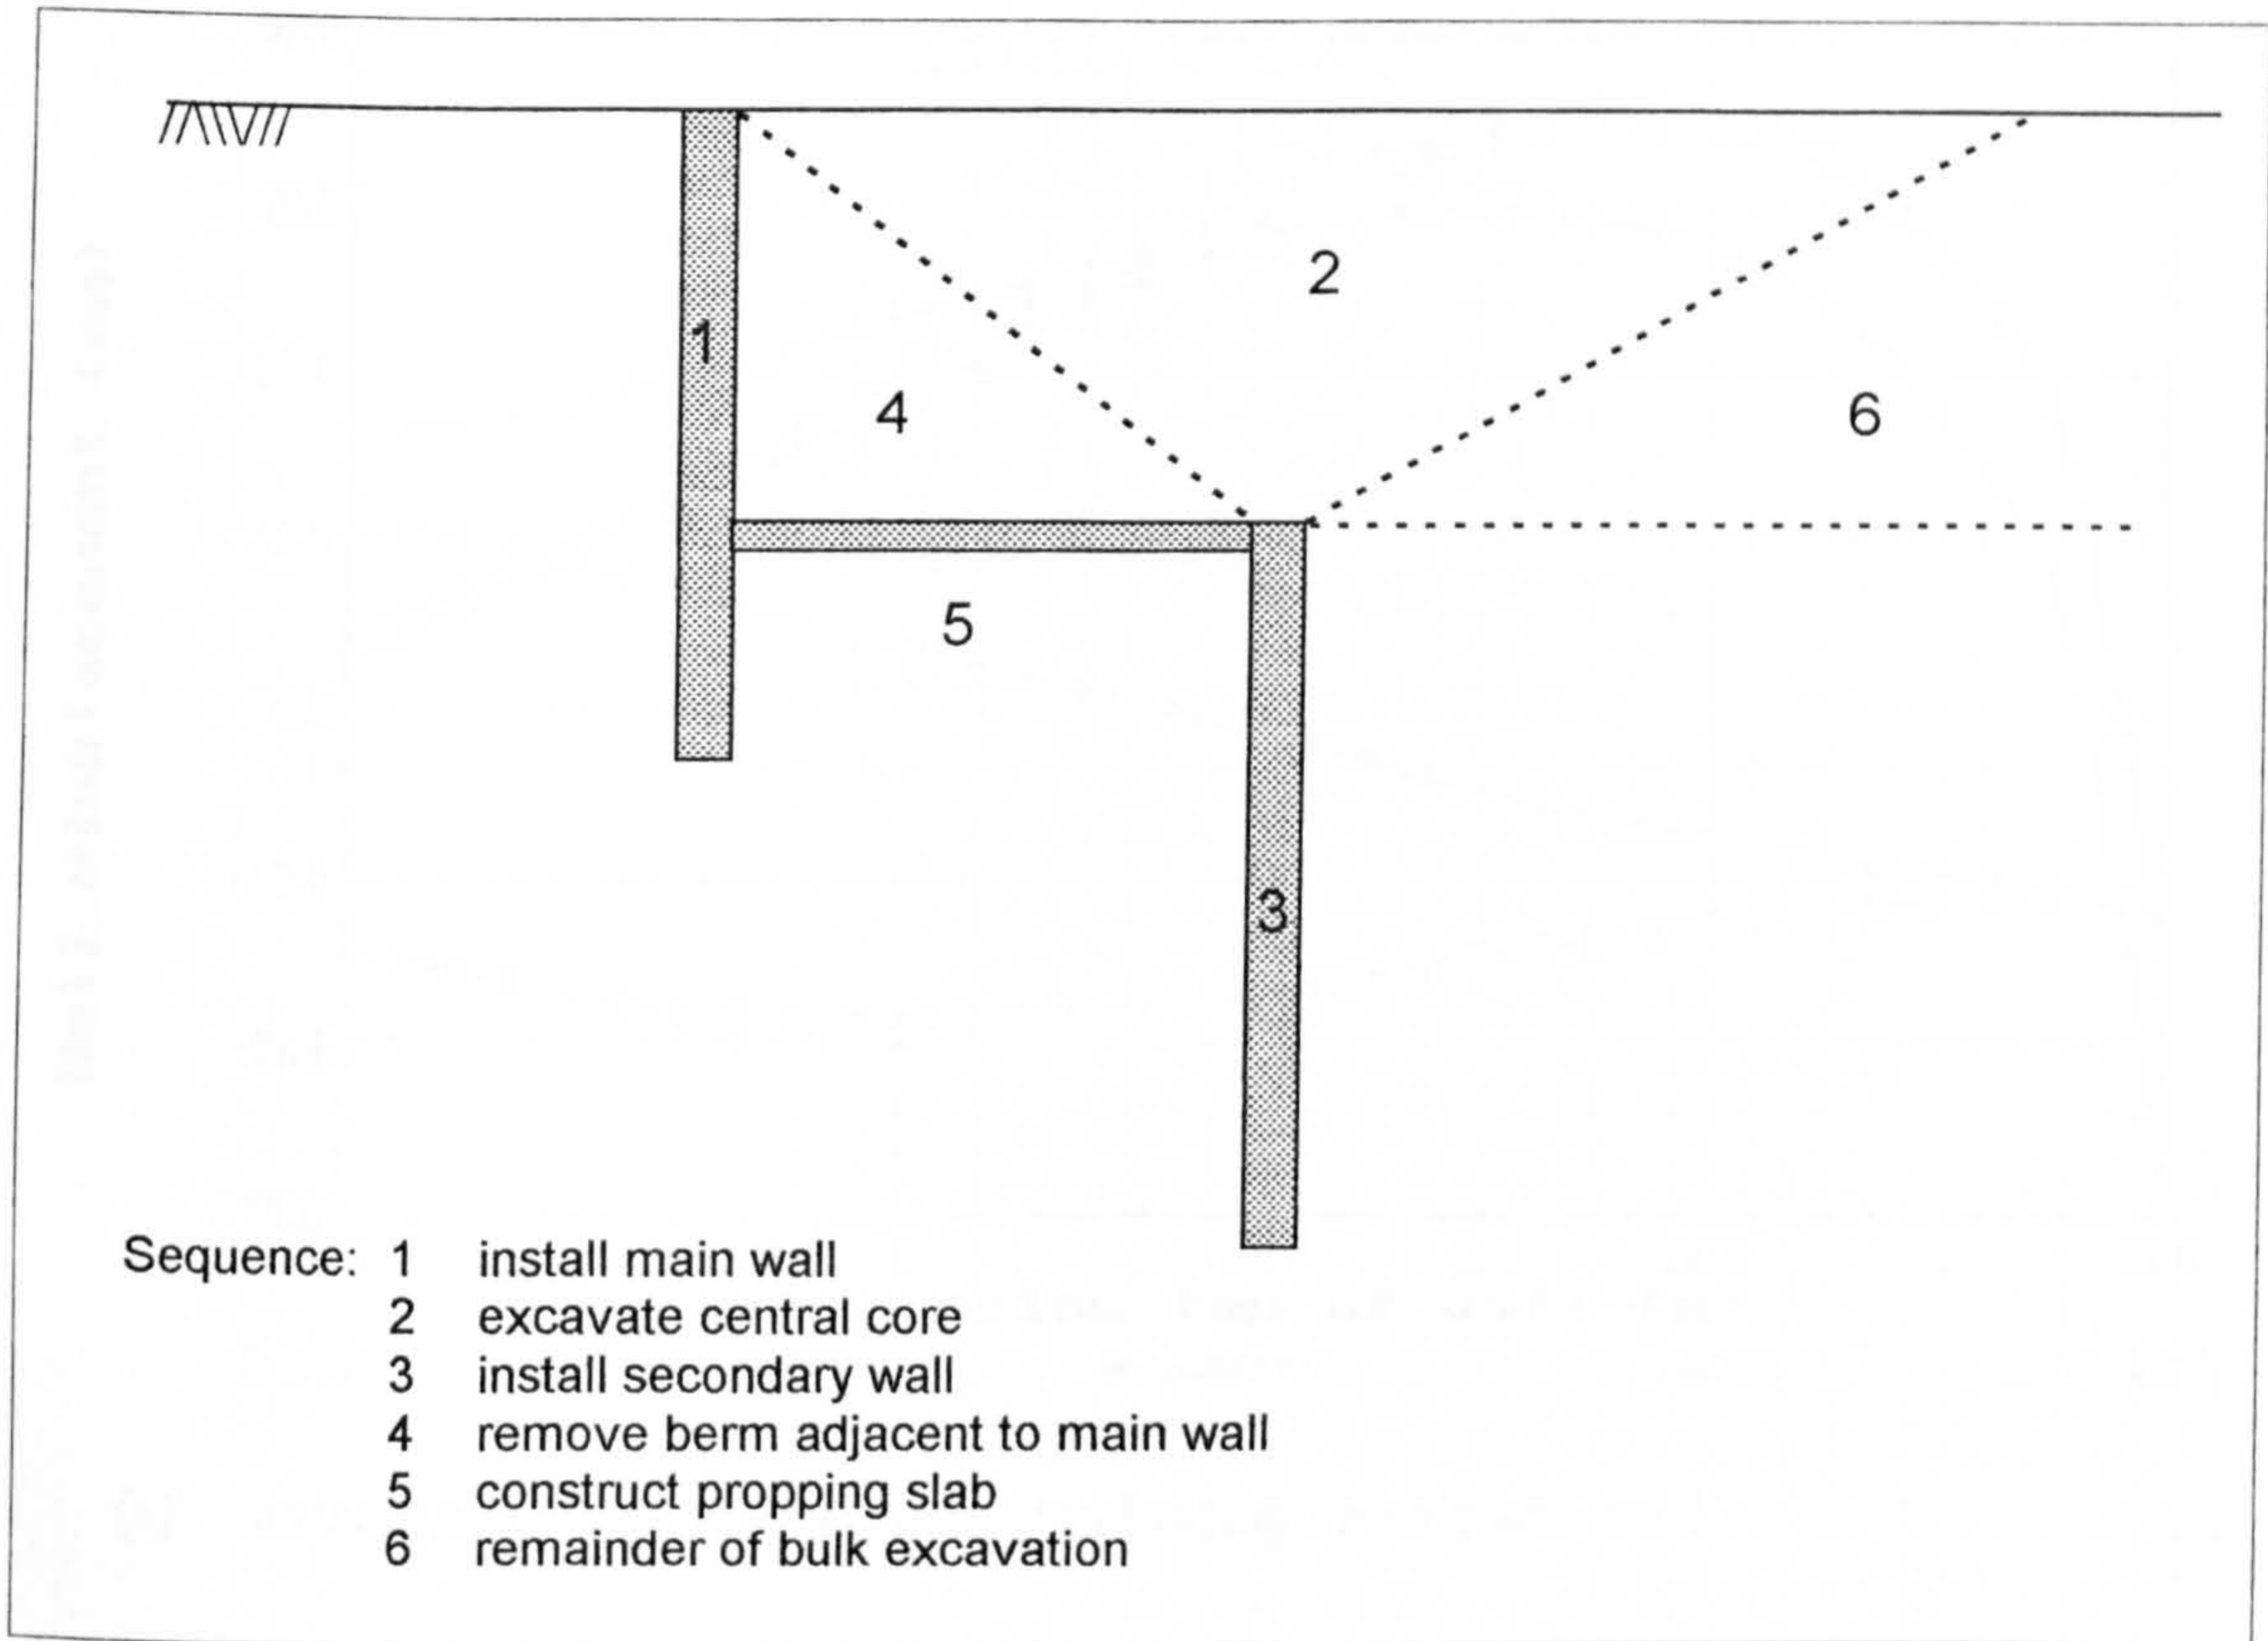 1
2
4
6
5
3
Sequence: 1 install main wall
2 excavate central core
3 install secondary wall
4 remove berm adjacent to main wall
5 construct propping slab
6 remainder of bulk excavation